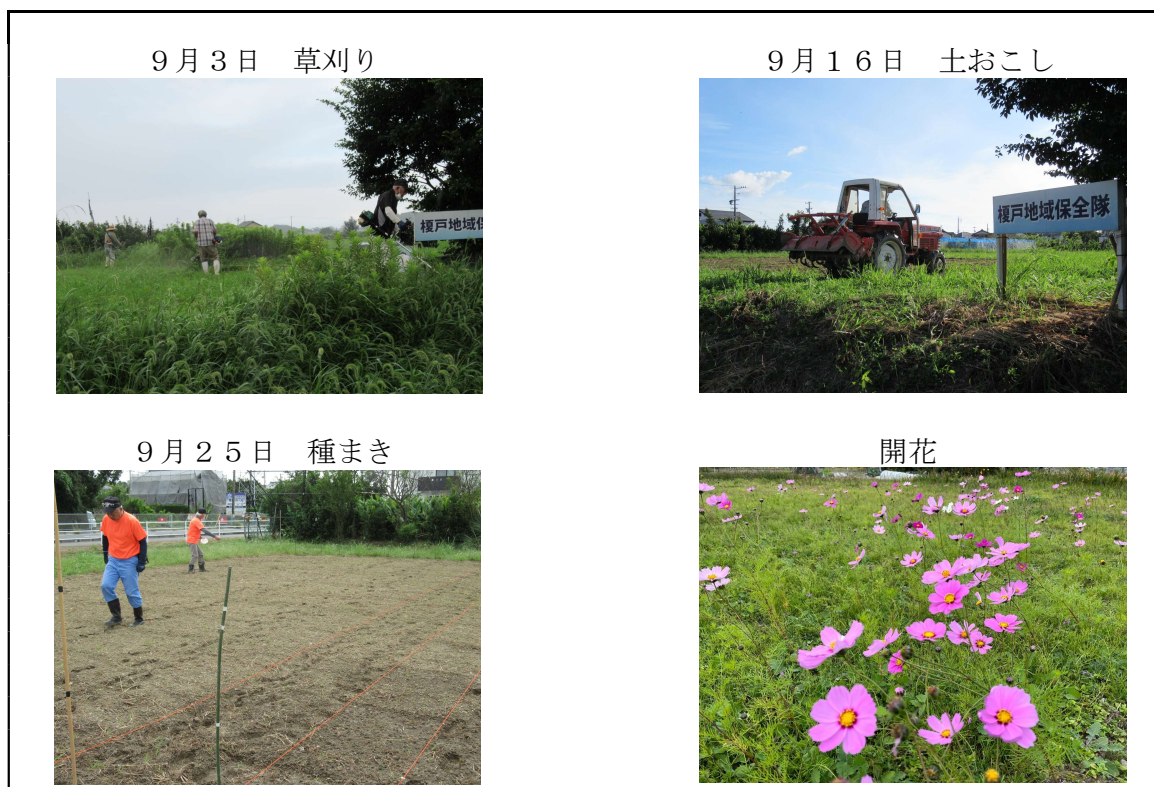 ９月３日　草刈り
９月１６日　土おこし
榎戸地域保
榎戸地域保全隊
９月２５日　種まき
開花